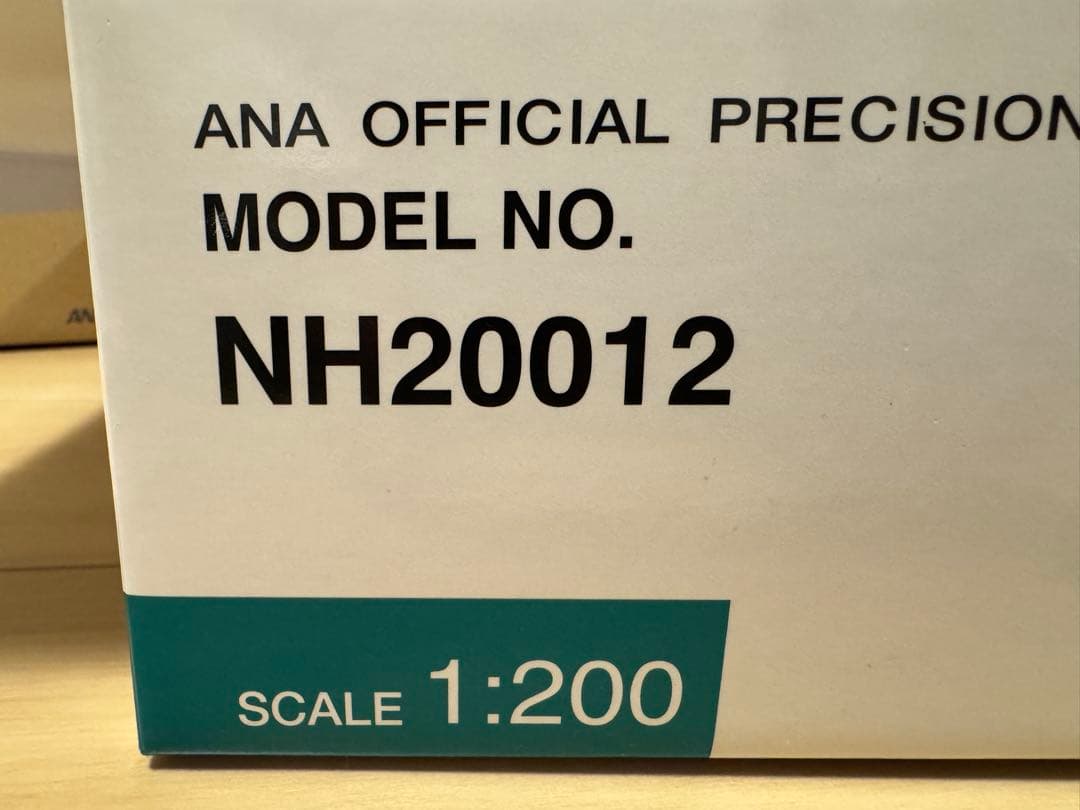 ANA OFFICIAL PRECISION
MODEL NO.
NH20012
SCALE 1:200